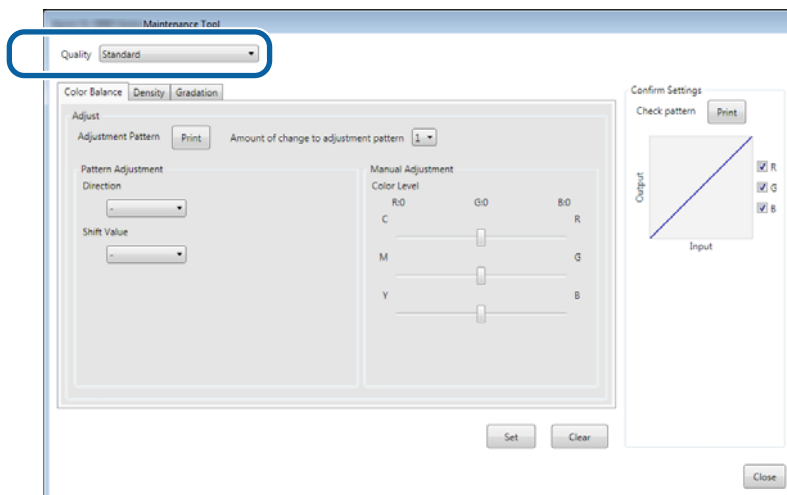 Maintenance Tool
Quality Standard
Color Balance Density Gradation
Adjust
Adjustment Pattern Print Amount of change to adjustment pattern 1
Pattern Adjustment
Direction
-
Shift Value
-
Manual Adjustment
Color Level
R:0 G:0 B:0
C R
M G
Y B
Confirm Settings
Check pattern Print
Output
Input
R
G
B
Set Clear
Close